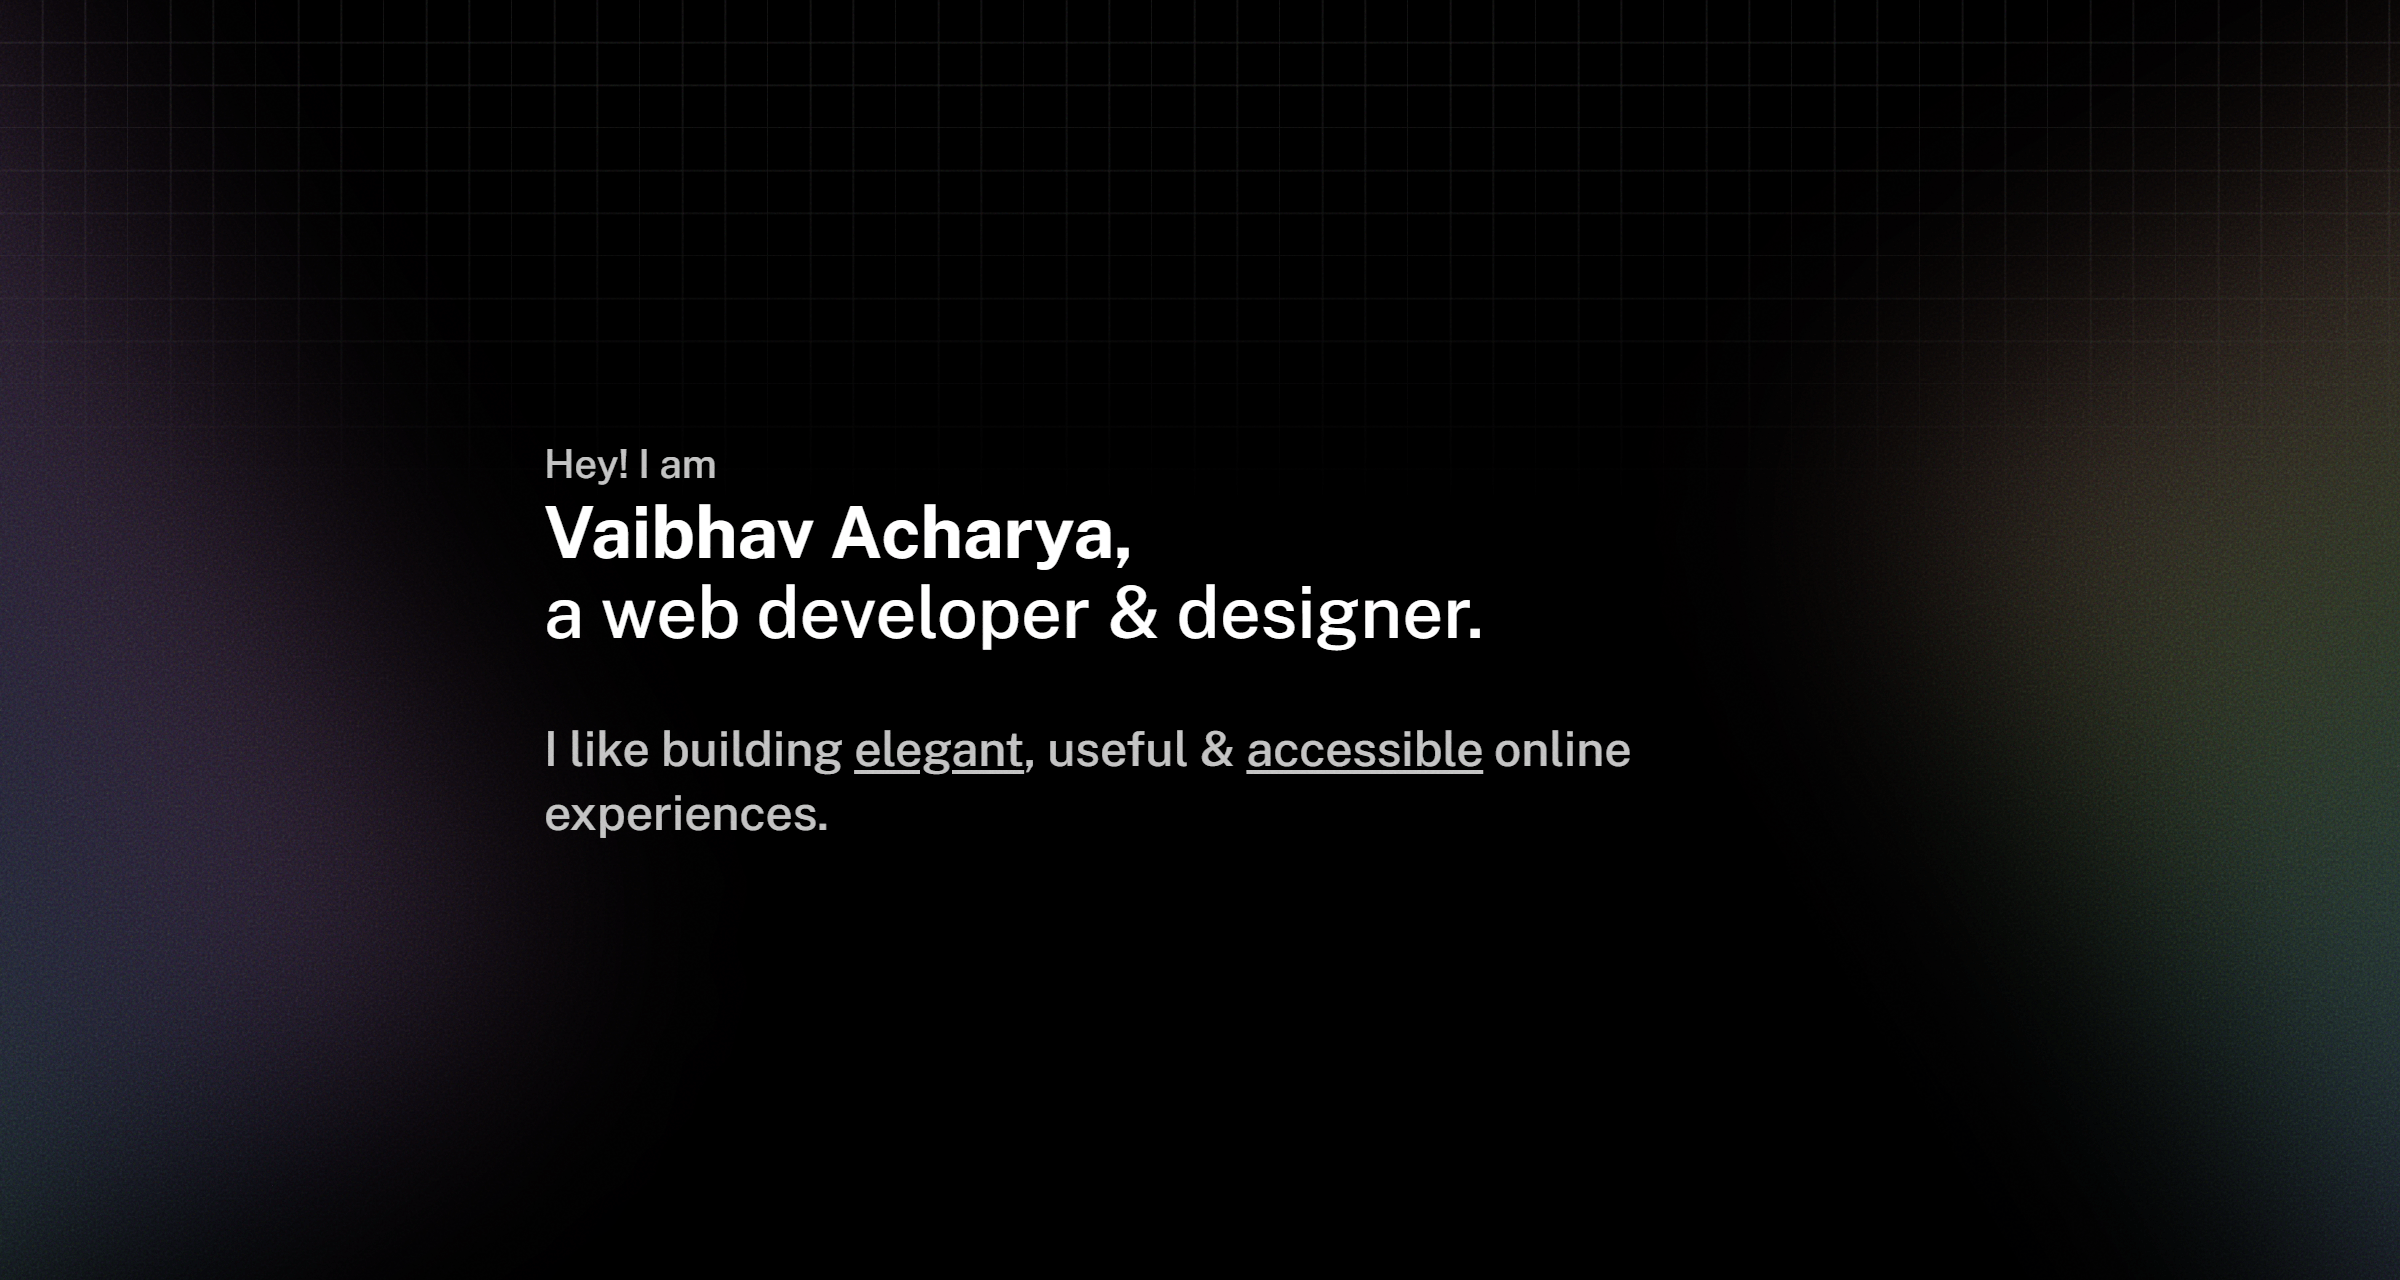 Hey! I am
Vaibhav Acharya,
a web developer & designer.
I like building elegant, useful & accessible online
experiences.